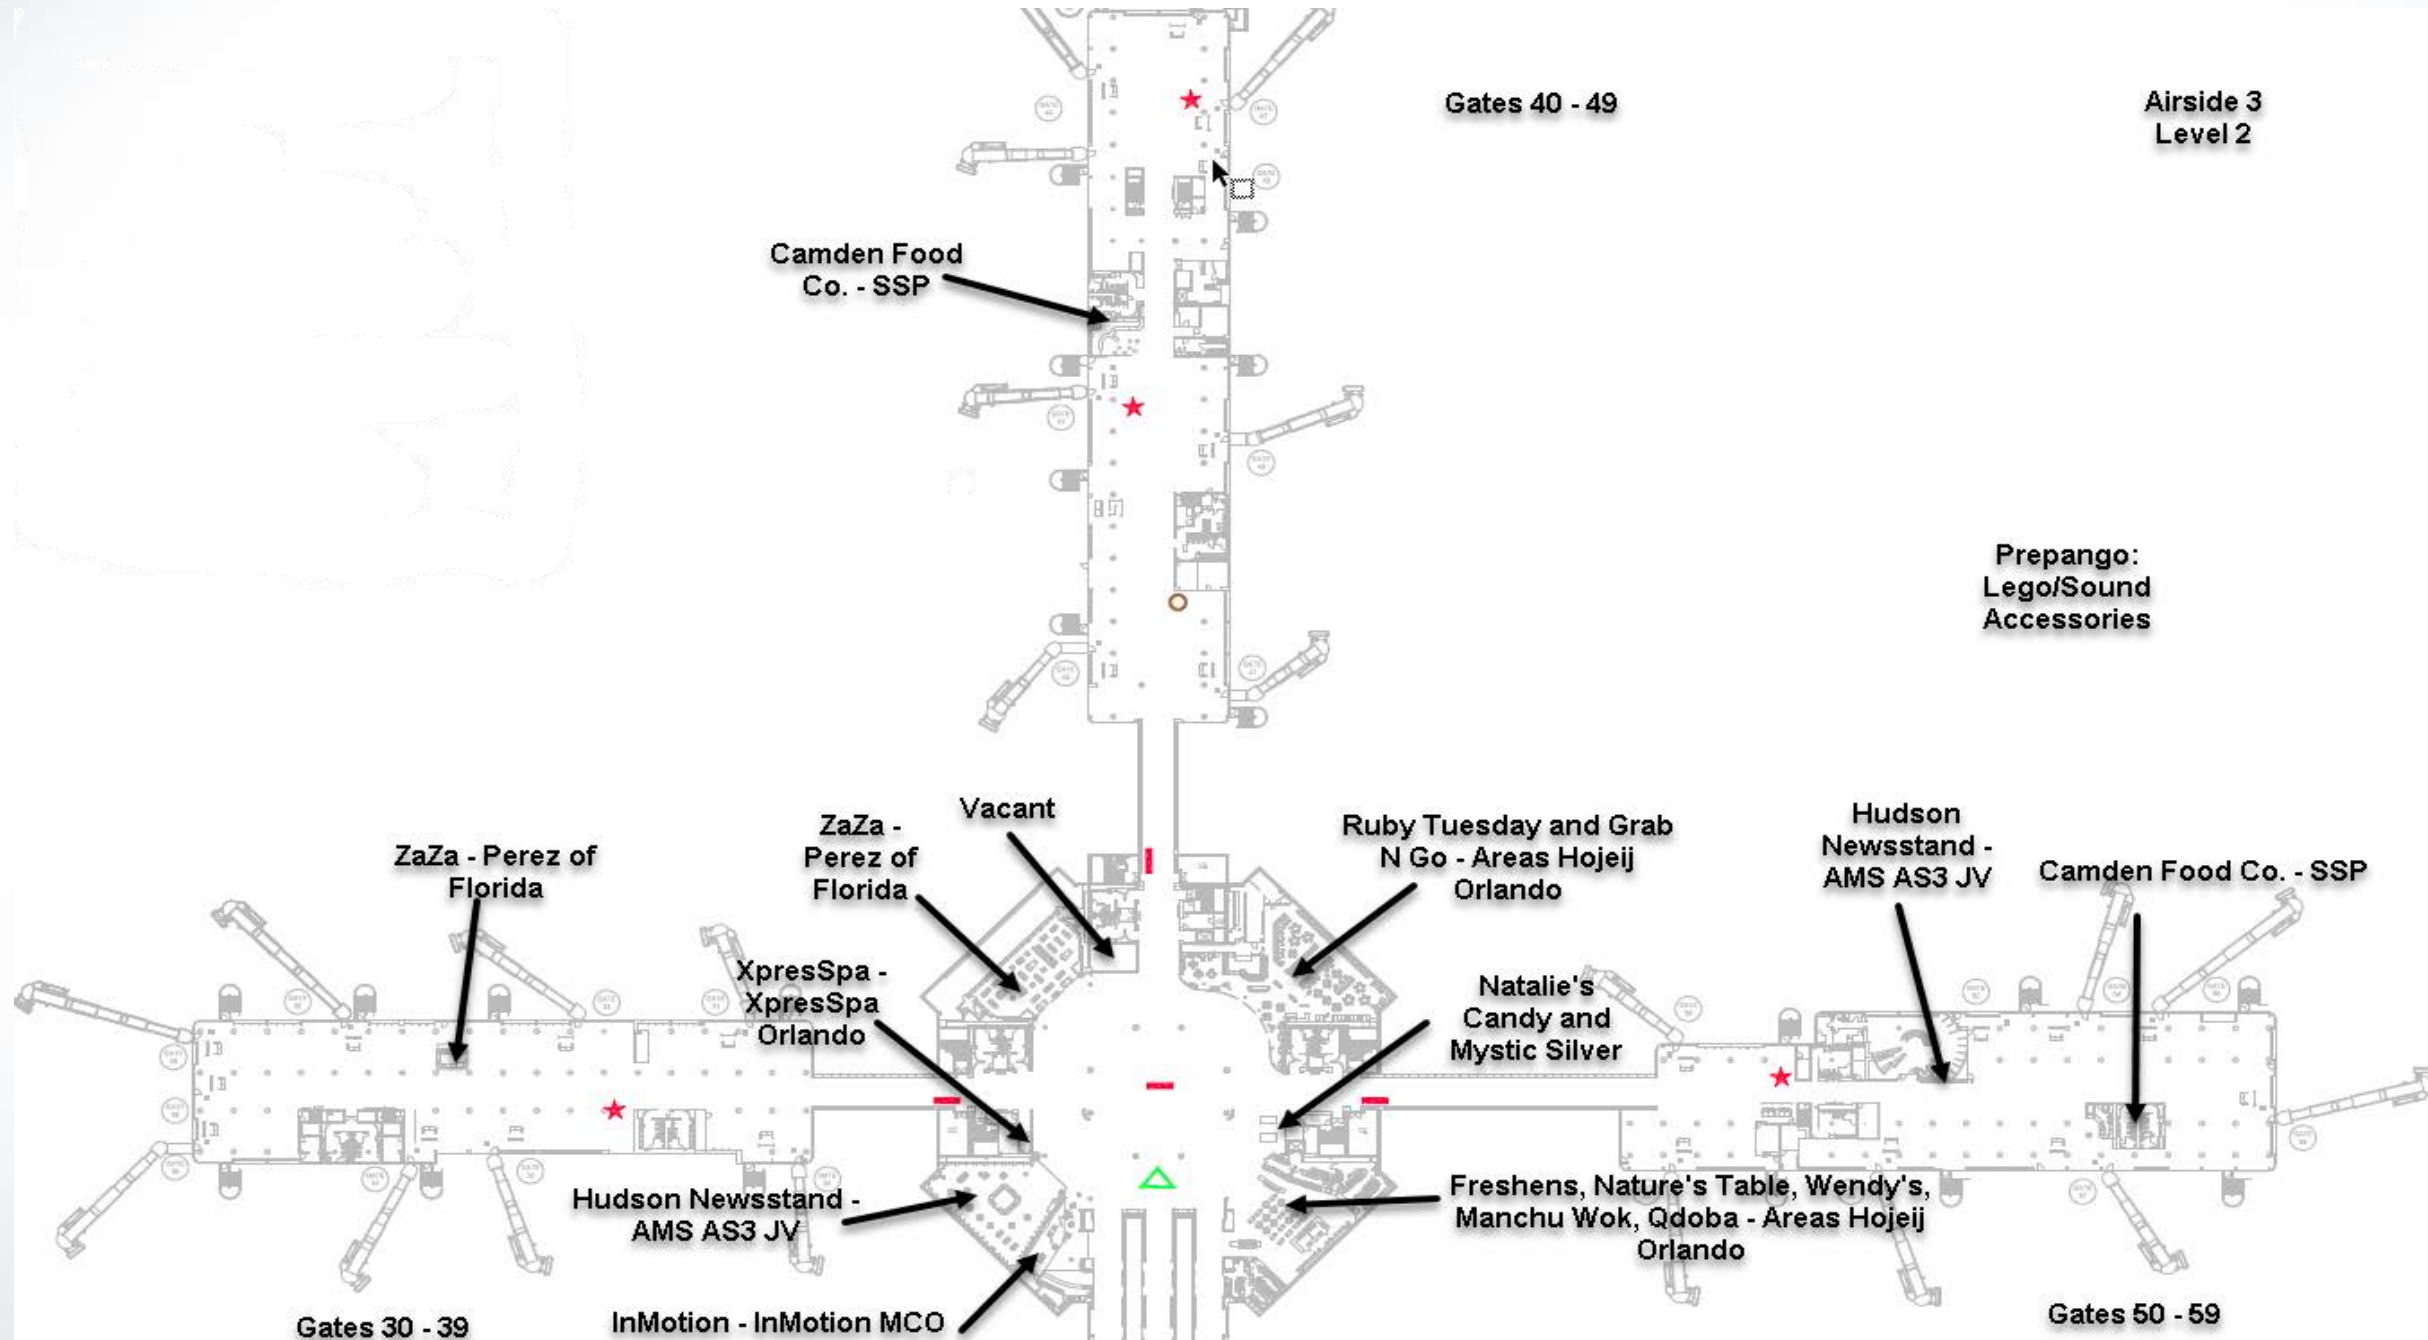 Gates 40 - 49
Airside 3
Level 2
Camden Food
Co. - SSP
Prepango:
Lego/Sound
Accessories
Vacant
ZaZa -
Perez of
Florida
ZaZa - Perez of
Florida
Ruby Tuesday and Grab
N Go - Areas Hojeij
Orlando
Hudson
Newsstand -
AMS AS3 JV
Camden Food Co. - SSP
XpresSpa -
XpresSpa
Orlando
Natalie's
Candy and
Mystic Silver
Hudson Newsstand -
AMS AS3 JV
Freshens, Nature's Table, Wendy's,
Manchu Wok, Qdoba - Areas Hojeij
Orlando
InMotion - InMotion MCO
Gates 30 - 39
Gates 50 - 59